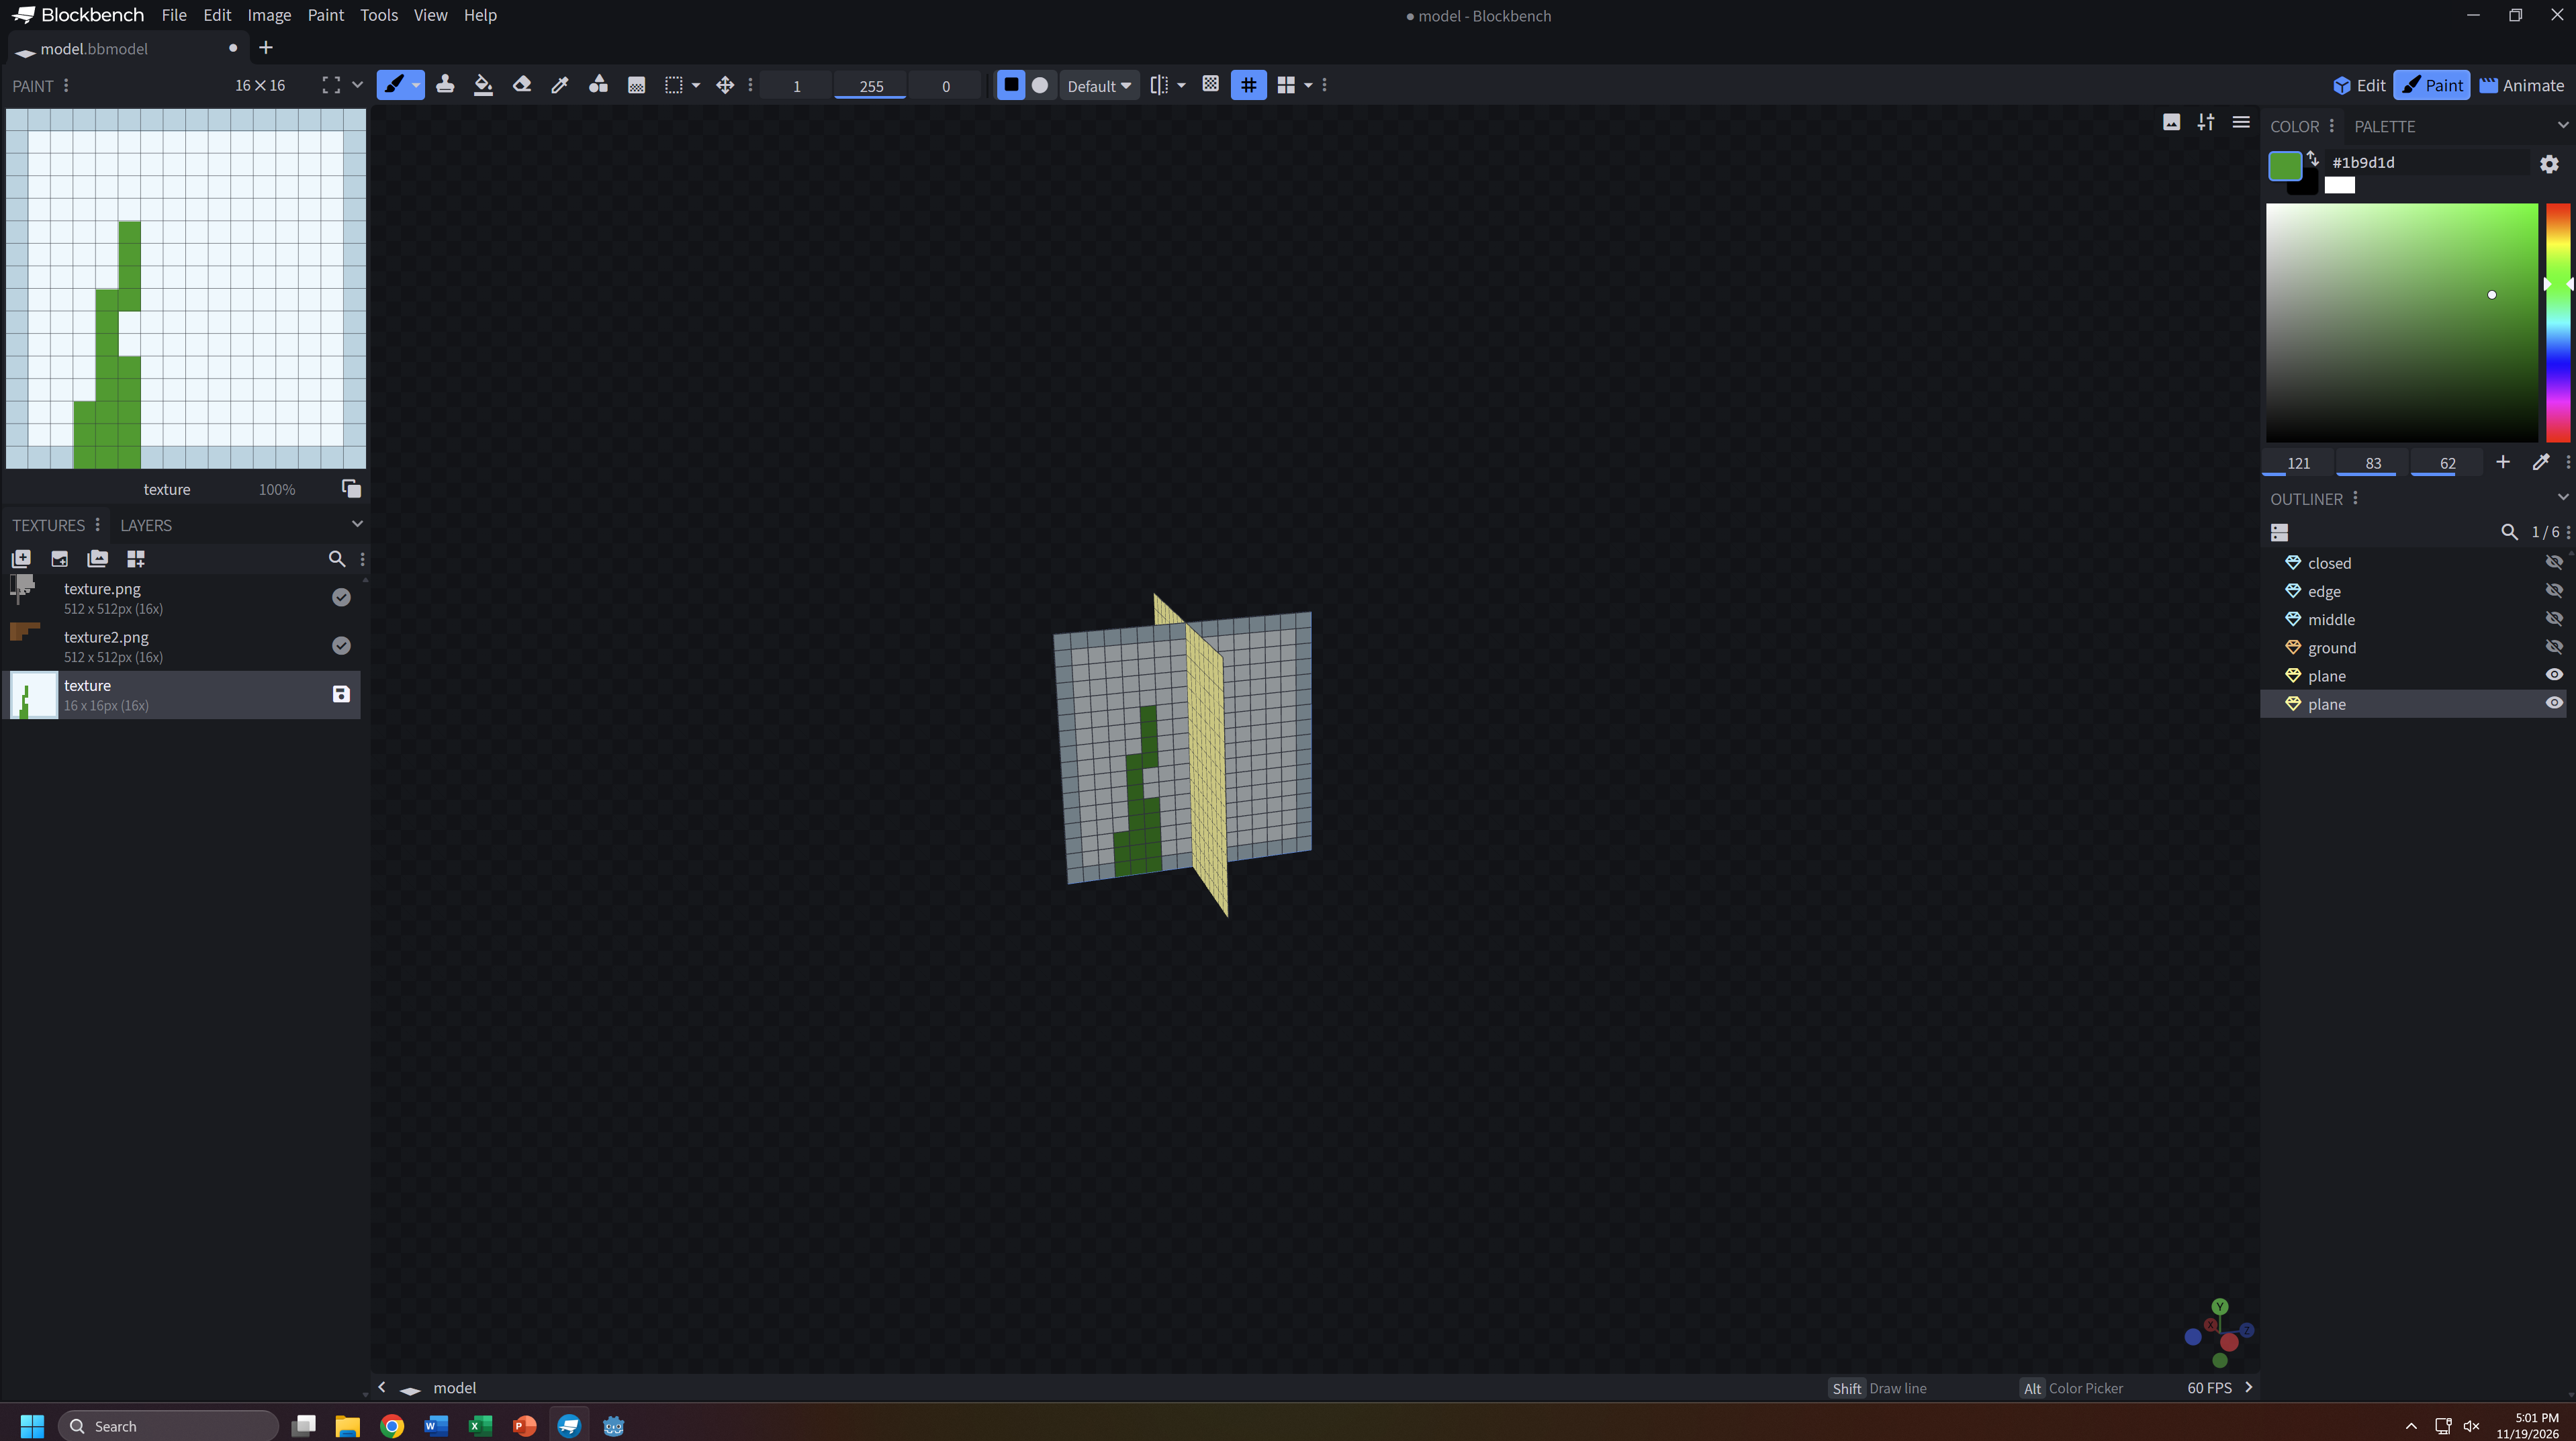 Blockbench File Edit Image Paint Tools View Help
● model - Blockbench
model.bbmodel
PAINT 16 × 16
1 255 0 Default
Edit Paint Animate
texture 100%
TEXTURES LAYERS
texture.png
512 x 512px (16x)
texture2.png
512 x 512px (16x)
texture
16 x 16px (16x)
COLOR PALETTE
#1b9d1d
121 83 62
OUTLINER
1 / 6
closed
edge
middle
ground
plane
plane
Y
X
Z
model
Shift Draw line Alt Color Picker 60 FPS
Search
5:01 PM
11/19/2026